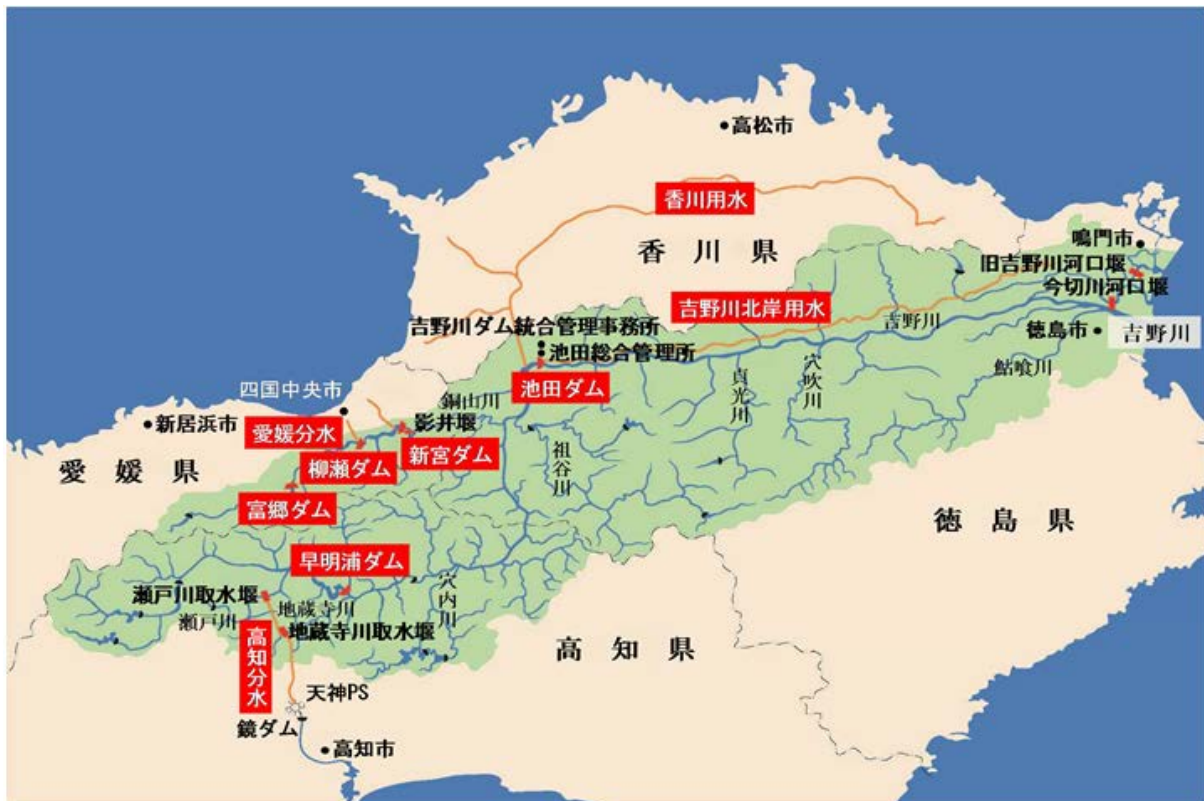 高松市
香川用水
香川県
鳴門市
旧吉野川河口堰
今切川河口堰
吉野川北岸用水
吉野川
吉野川ダム統合管理事務所
池田総合管理所
徳島市
吉野川
池田ダム
貞光川
穴吹川
鮎喰川
四国中央市
銅山川
新居浜市
愛媛分水
影井堰
新宮ダム
祖谷川
愛媛県
柳瀬ダム
富郷ダム
徳島県
早明浦ダム
瀬戸川取水堰
瀬戸川
地蔵寺川
穴内川
地蔵寺川取水堰
高知分水
高知県
天神PS
鏡ダム
高知市